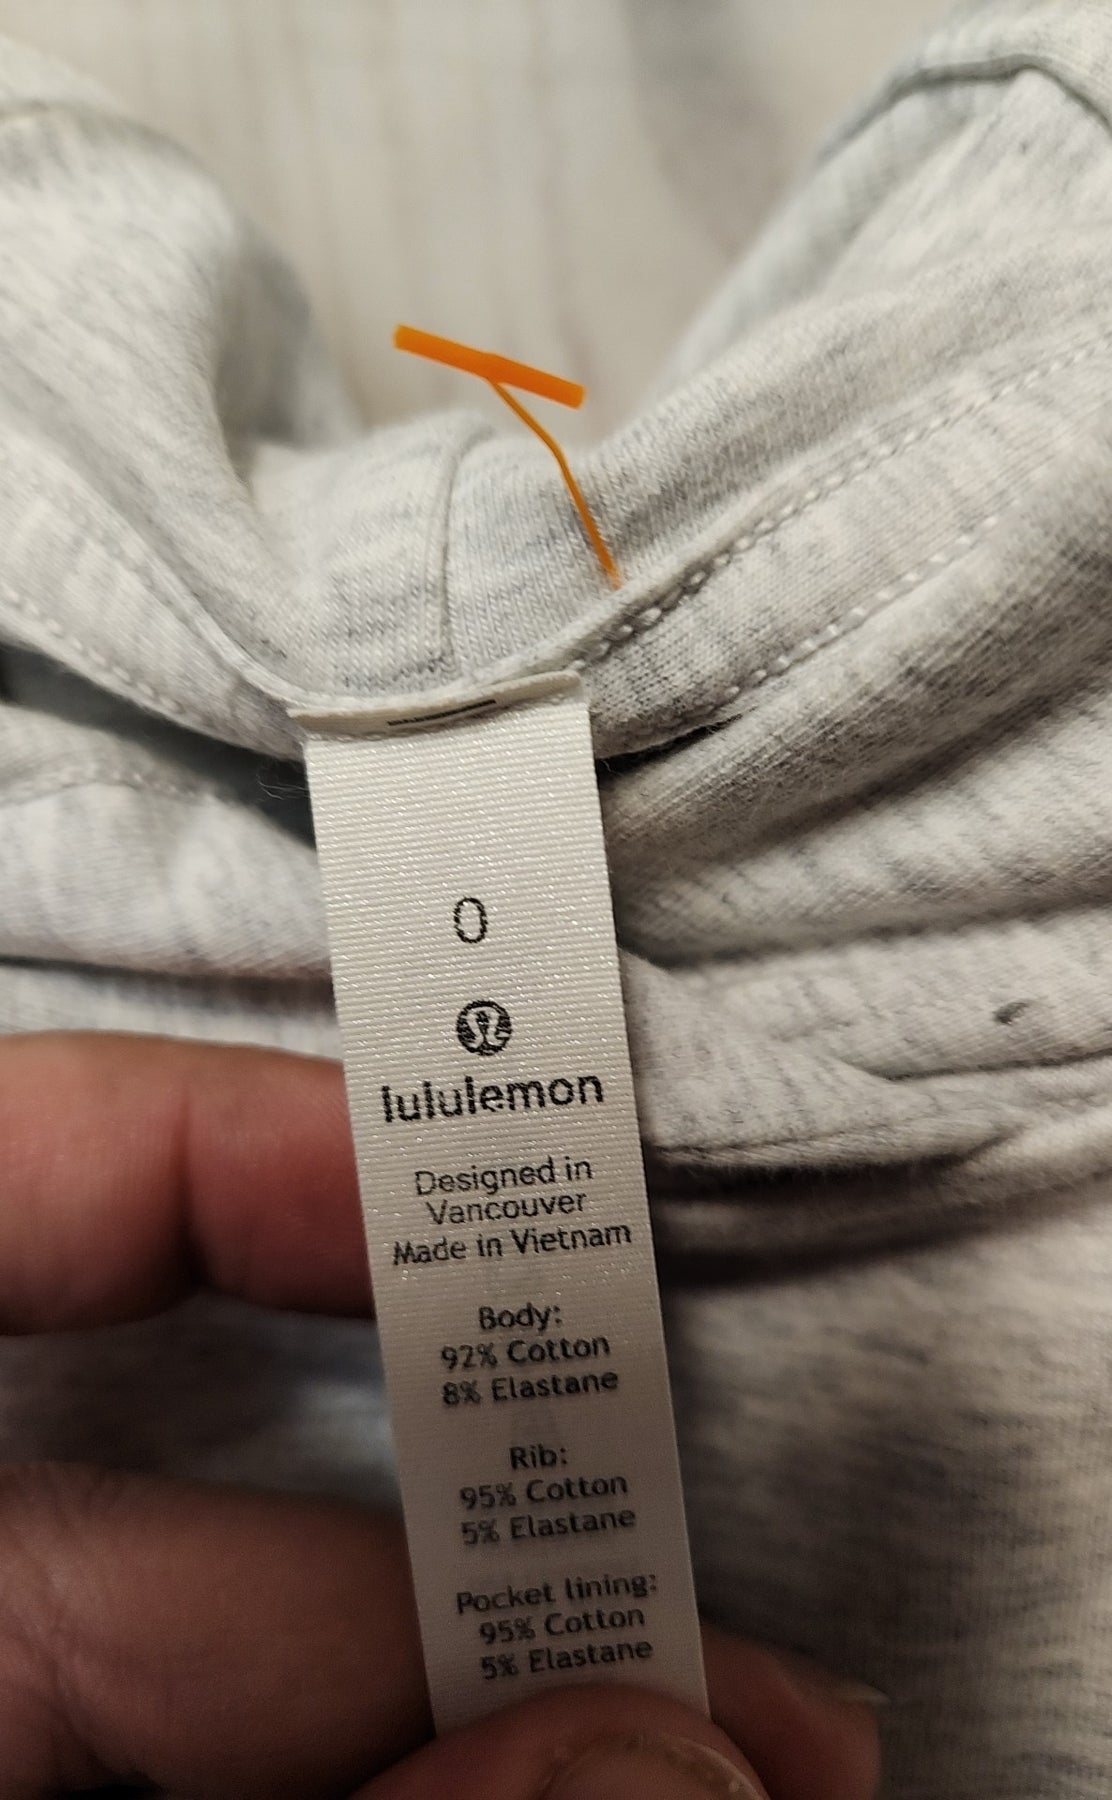 0
lululemon
Designed in
Vancouver
Made in Vietnam
Body:
92% Cotton
8% Elastane
Rib:
95% Cotton
5% Elastane
Pocket lining:
95% Cotton
5% Elastane